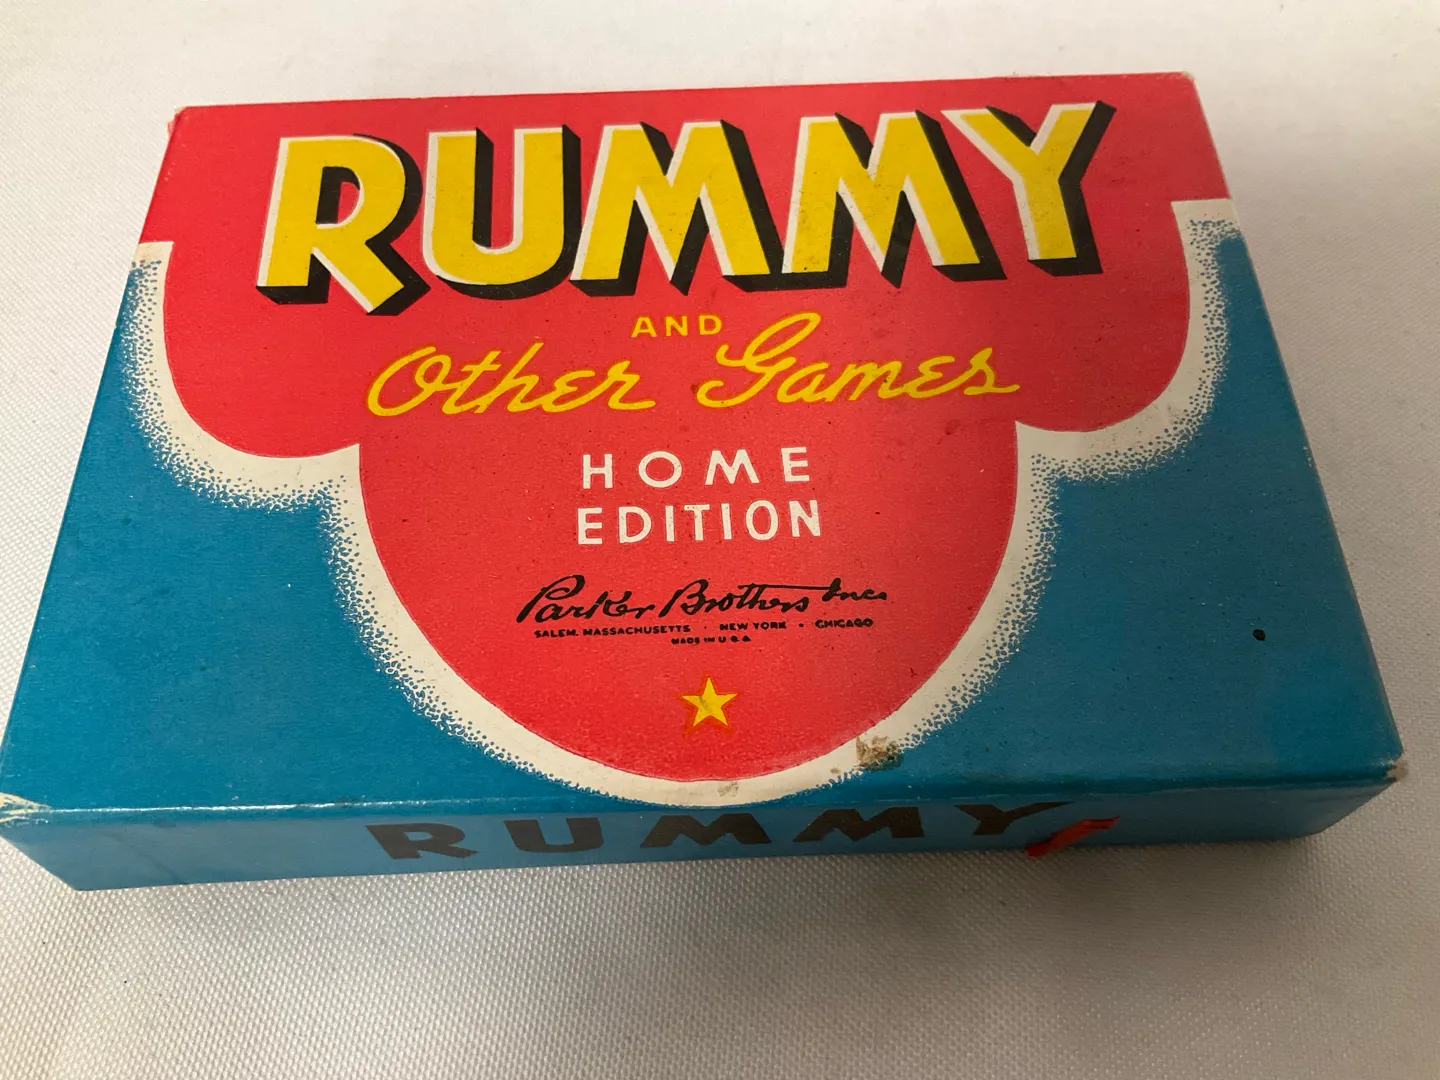 RUMMY
AND
Other Games
HOME
EDITION
Parker Brothers Inc.
SALEM, MASSACHUSETTS · NEW YORK · CHICAGO
MADE IN U.S.A.
RUMMY